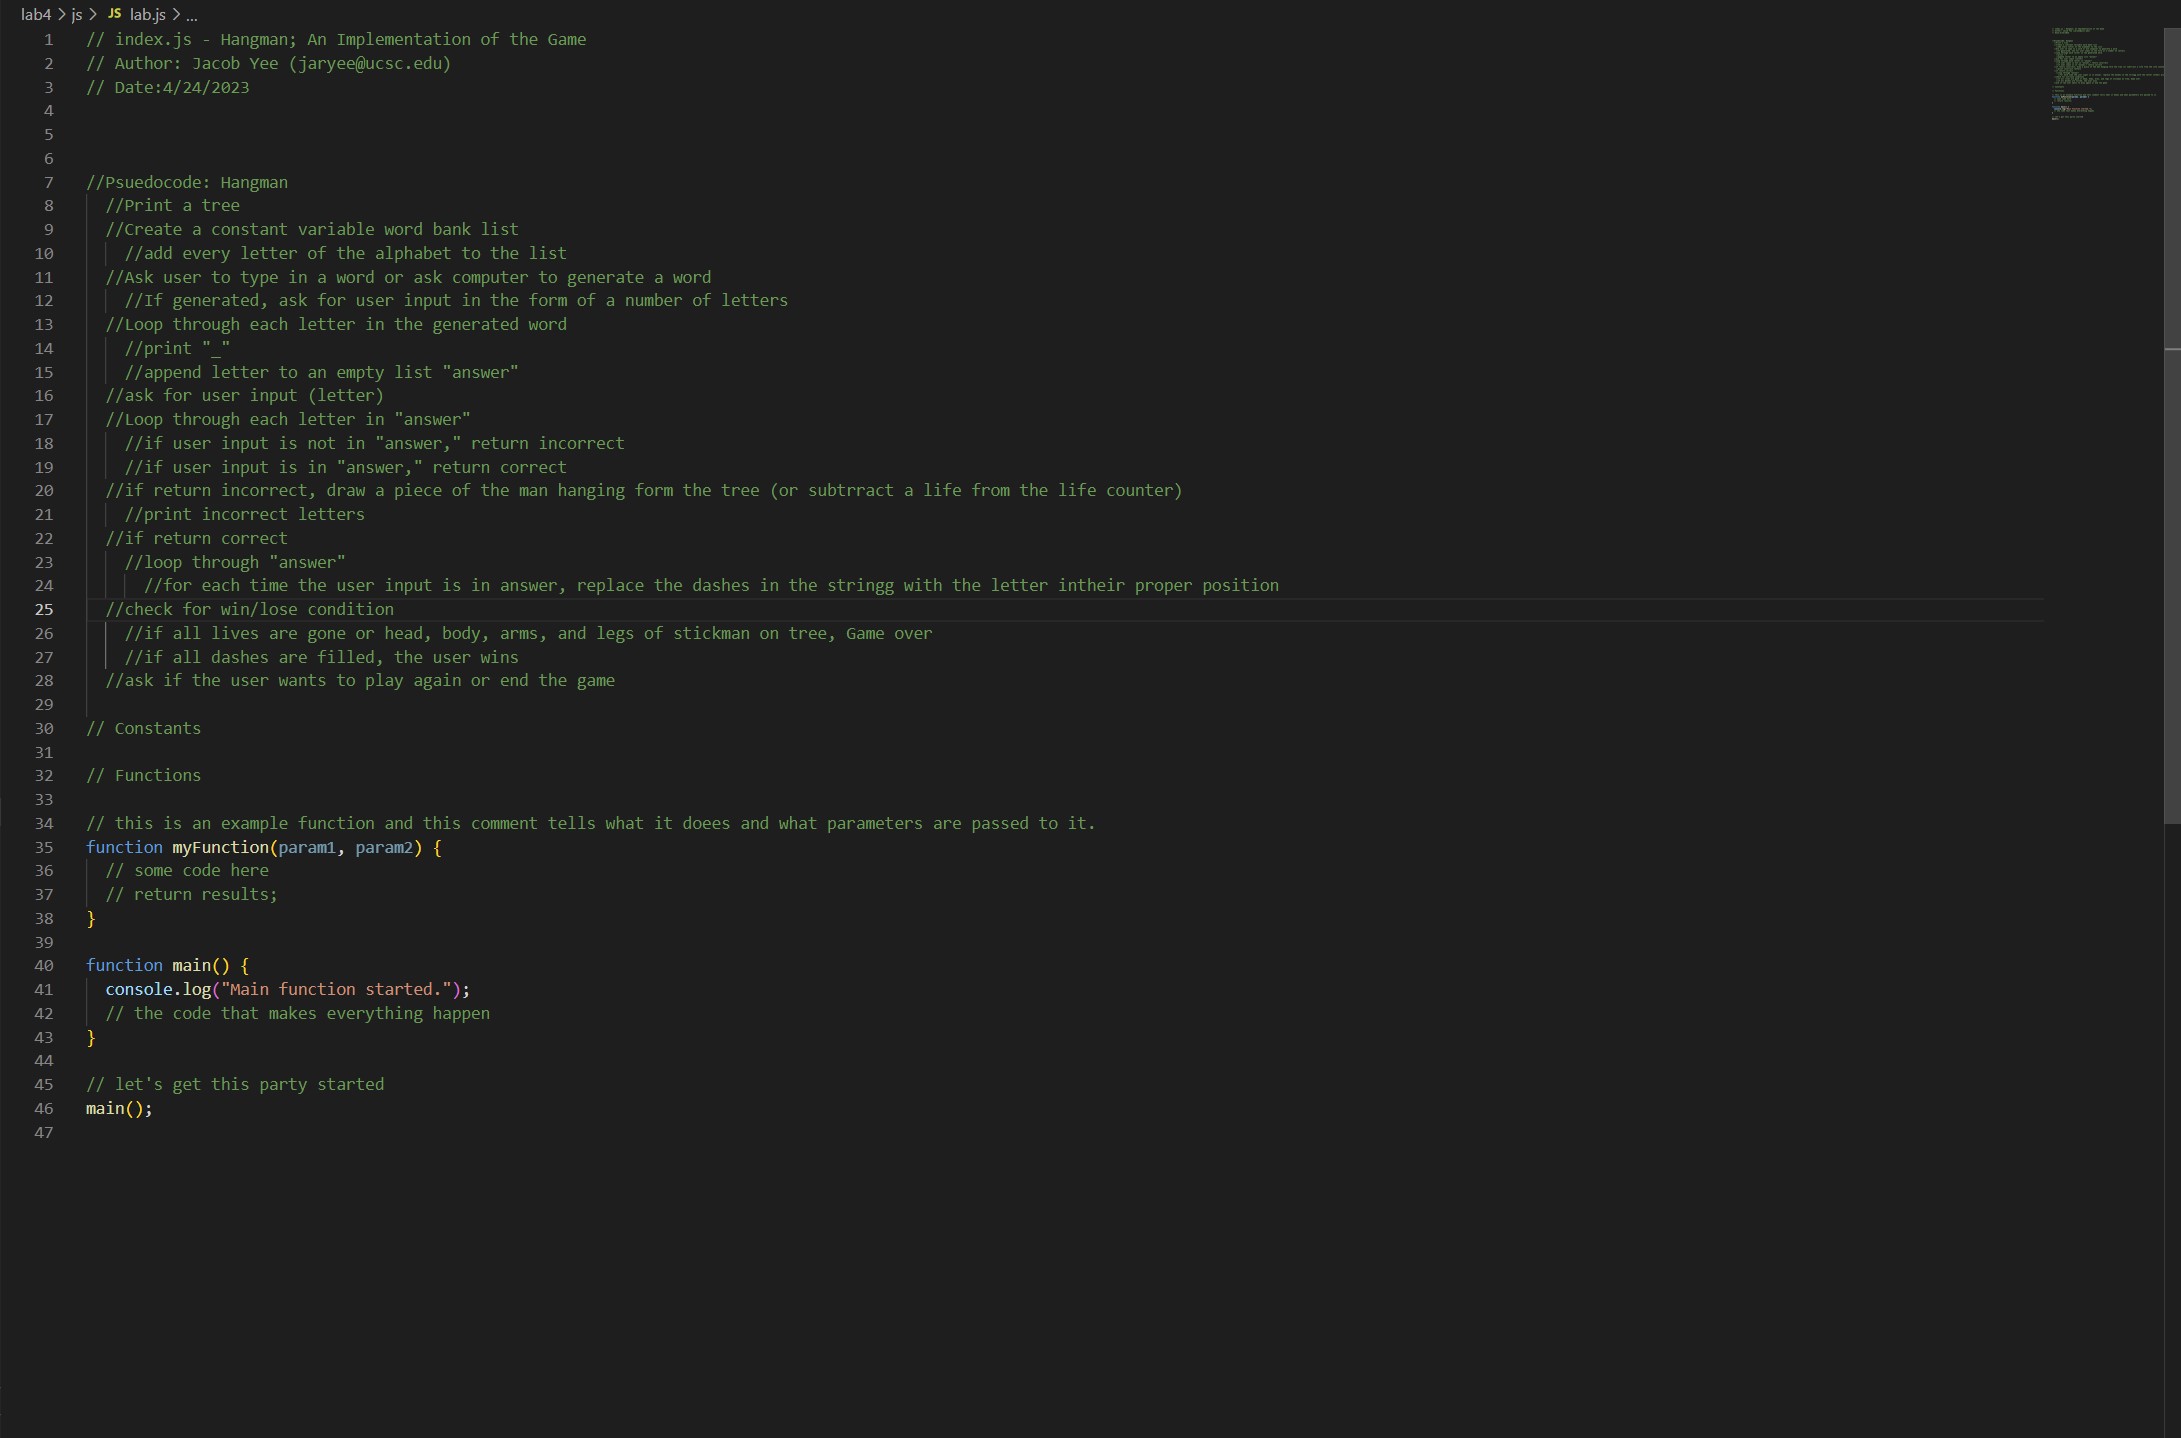 lab4 > js > JS lab.js > ...
1 // index.js - Hangman; An Implementation of the Game
2 // Author: Jacob Yee (jaryee@ucsc.edu)
3 // Date:4/24/2023
4
5
6
7 //Psuedocode: Hangman
8 //Print a tree
9 //Create a constant variable word bank list
10 //add every letter of the alphabet to the list
11 //Ask user to type in a word or ask computer to generate a word
12 //If generated, ask for user input in the form of a number of letters
13 //Loop through each letter in the generated word
14 //print "_"
15 //append letter to an empty list "answer"
16 //ask for user input (letter)
17 //Loop through each letter in "answer"
18 //if user input is not in "answer," return incorrect
19 //if user input is in "answer," return correct
20 //if return incorrect, draw a piece of the man hanging form the tree (or subtrract a life from the life counter)
21 //print incorrect letters
22 //if return correct
23 //loop through "answer"
24 //for each time the user input is in answer, replace the dashes in the stringg with the letter intheir proper position
25 //check for win/lose condition
26 //if all lives are gone or head, body, arms, and legs of stickman on tree, Game over
27 //if all dashes are filled, the user wins
28 //ask if the user wants to play again or end the game
29
30 // Constants
31
32 // Functions
33
34 // this is an example function and this comment tells what it doees and what parameters are passed to it.
35 function myFunction(param1, param2) {
36 // some code here
37 // return results;
38 }
39
40 function main() {
41 console.log("Main function started.");
42 // the code that makes everything happen
43 }
44
45 // let's get this party started
46 main();
47